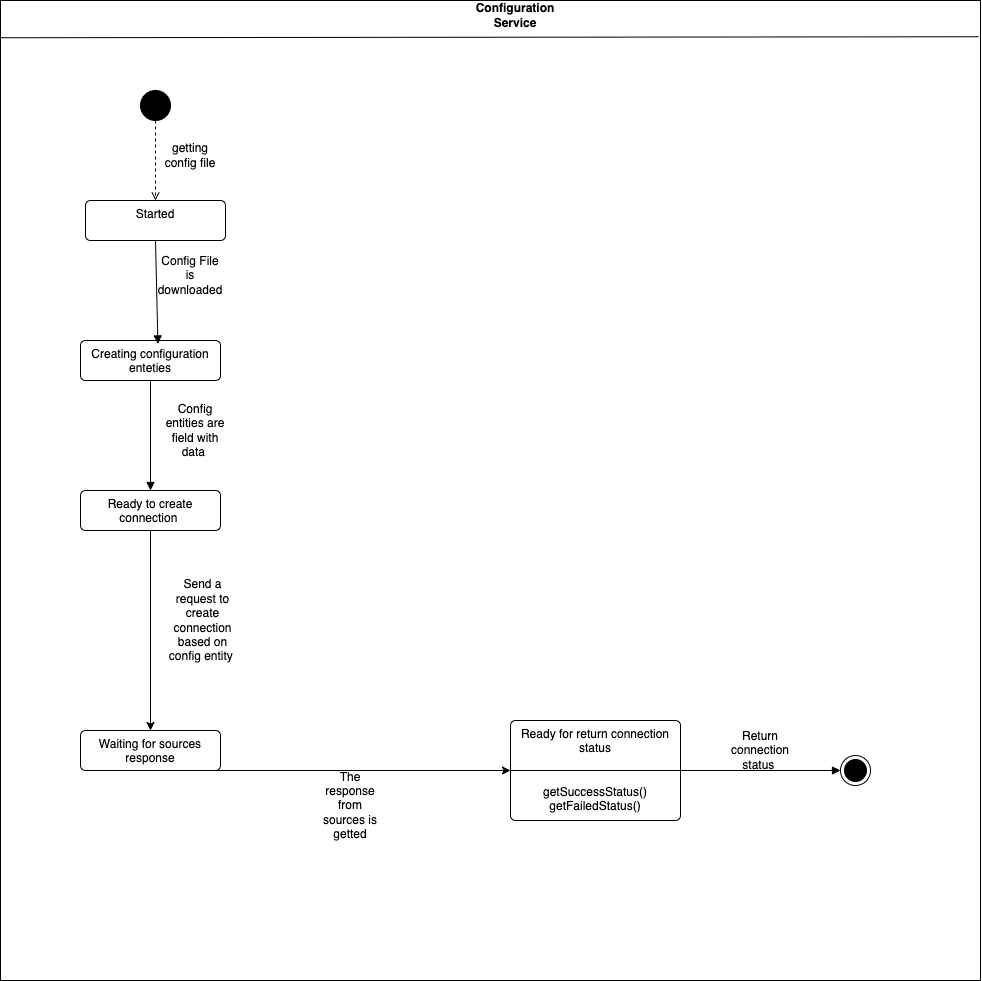 Configuration
Service
getting
config file
Started
Config File
is
downloaded
Creating configuration
enteties
Config
entities are
field with
data
Ready to create
connection
Send a
request to
create
connection
based on
config entity
Waiting for sources
response
The
response
from
sources is
getted
Ready for return connection
status
getSuccessStatus()
getFailedStatus()
Return
connection
status